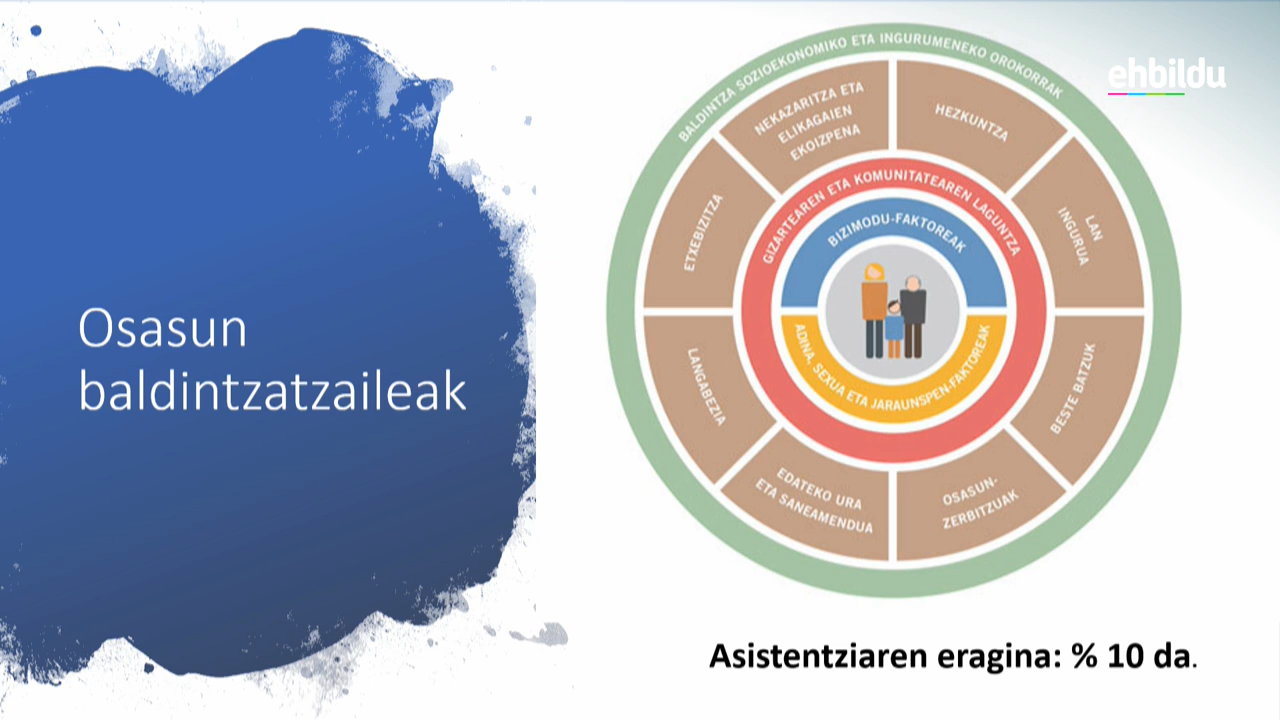 Osasun
baldintzatzaileak
BALDINTZA SOZIOEKONOMIKO ETA INGURUMENEKO OROKORRAK
ehbildu
NEKAZARITZA ETA
ELIKAGAIEN
EKOIZPENA
HEZKUNTZA
LAN
INGURUA
BESTE BATZUK
OSASUN-
ZERBITZUAK
EDATEKO URA
ETA SANEAMENDUA
LANGABEZIA
ETXEBIZITZA
GIZARTEAREN ETA KOMUNITATEAREN LAGUNTZA
BIZIMODU-FAKTOREAK
ADINA, SEXUA ETA JARAUNSPEN-FAKTOREAK
Asistentziaren eragina: % 10 da.